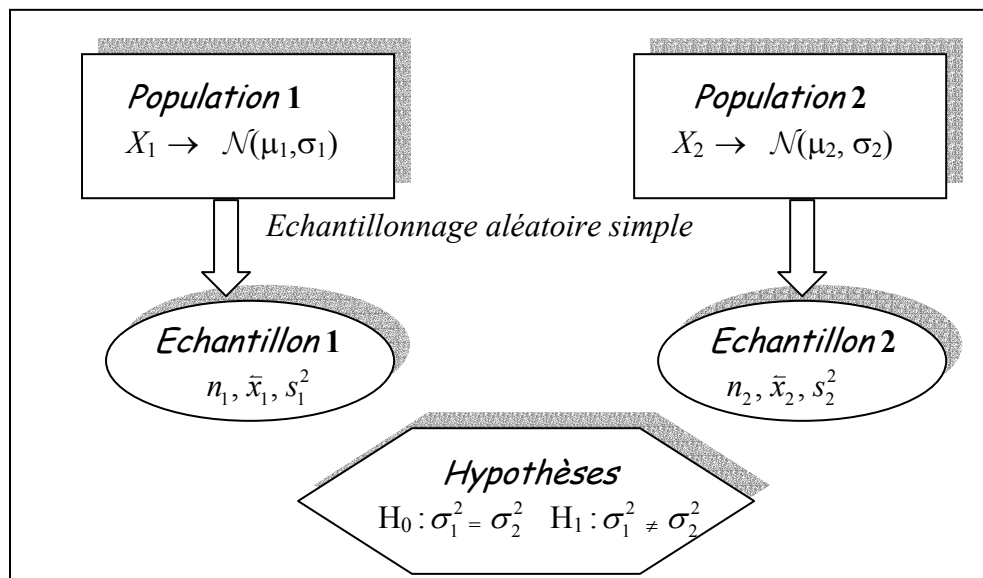 Population 1
X₁ → 𝒩(μ₁,σ₁)
Population 2
X₂ → 𝒩(μ₂, σ₂)
Echantillonnage aléatoire simple
Echantillon 1
n₁, x̄₁, s₁²
Echantillon 2
n₂, x̄₂, s₂²
Hypothèses
H₀ : σ₁² = σ₂² H₁ : σ₁² ≠ σ₂²